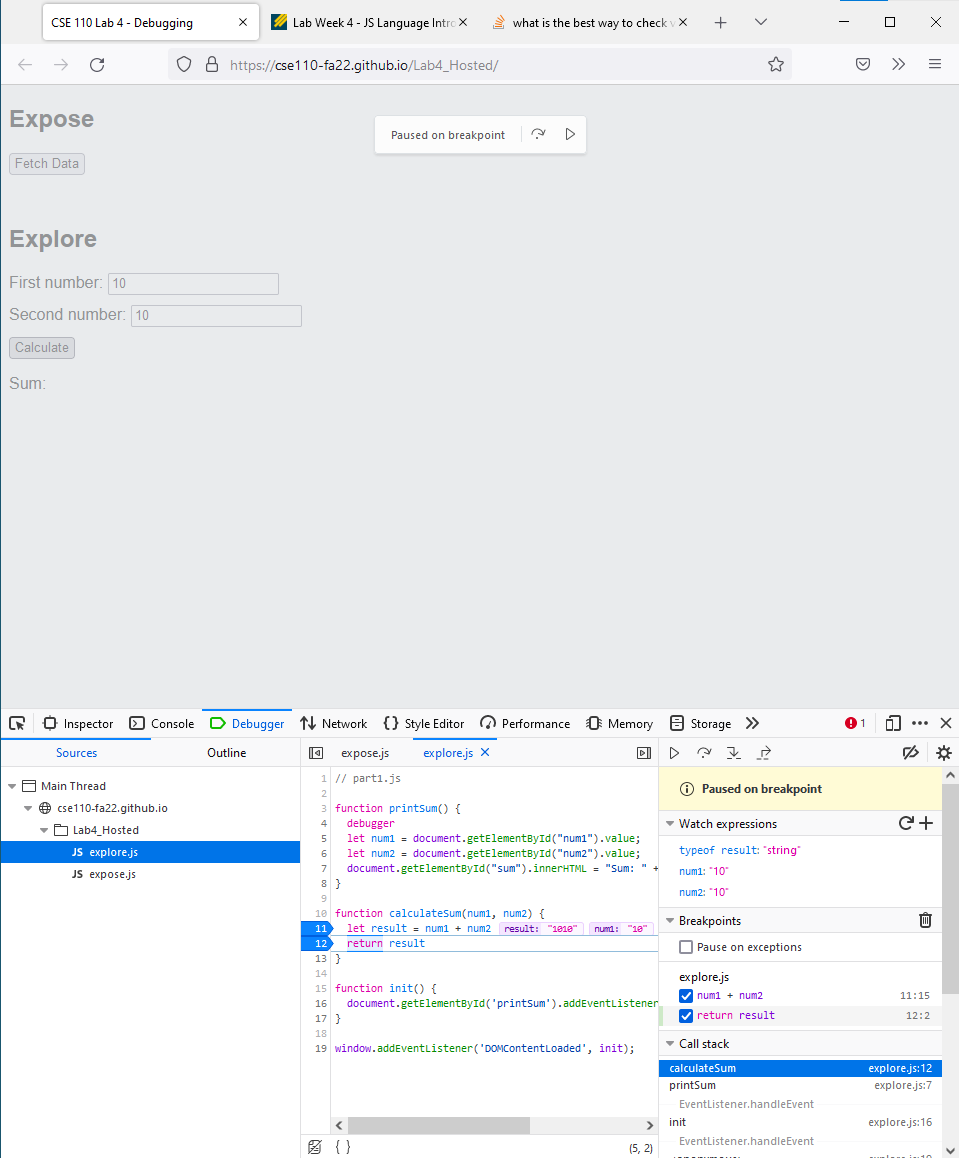 CSE 110 Lab 4 - Debugging
Lab Week 4 - JS Language Intro
what is the best way to check v
https://cse110-fa22.github.io/Lab4_Hosted/
Expose
Paused on breakpoint
Fetch Data
Explore
First number: 10
Second number: 10
Calculate
Sum:
Inspector Console Debugger Network Style Editor Performance Memory Storage 1
Sources Outline
Main Thread
cse110-fa22.github.io
Lab4_Hosted
JS explore.js
JS expose.js
expose.js explore.js
1 // part1.js
2
3 function printSum() {
4 debugger
5 let num1 = document.getElementById("num1").value;
6 let num2 = document.getElementById("num2").value;
7 document.getElementById("sum").innerHTML = "Sum: " +
8 }
9
10 function calculateSum(num1, num2) {
11 let result = num1 + num2 result: "1010" num1: "10"
12 return result
13 }
14
15 function init() {
16 document.getElementById('printSum').addEventListener
17 }
18
19 window.addEventListener('DOMContentLoaded', init);
{ } (5, 2)
Paused on breakpoint
Watch expressions
typeof result: "string"
num1: "10"
num2: "10"
Breakpoints
Pause on exceptions
explore.js
num1 + num2 11:15
return result 12:2
Call stack
calculateSum explore.js:12
printSum explore.js:7
EventListener.handleEvent
init explore.js:16
EventListener.handleEvent